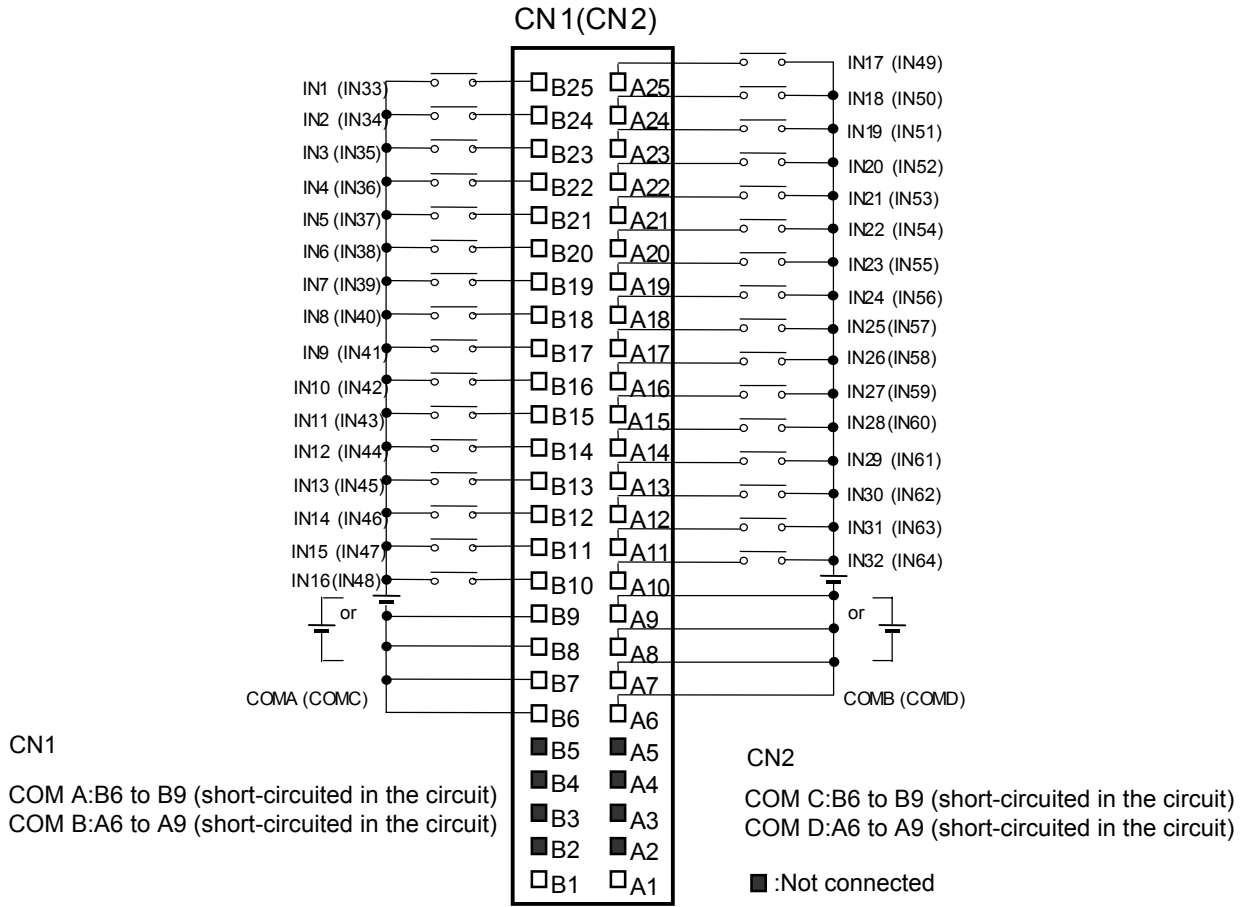 CN1(CN2)
IN1 (IN33) B25 A25 IN17 (IN49)
IN2 (IN34) B24 A24 IN18 (IN50)
IN3 (IN35) B23 A23 IN19 (IN51)
IN4 (IN36) B22 A22 IN20 (IN52)
IN5 (IN37) B21 A21 IN21 (IN53)
IN6 (IN38) B20 A20 IN22 (IN54)
IN7 (IN39) B19 A19 IN23 (IN55)
IN8 (IN40) B18 A18 IN24 (IN56)
IN9 (IN41) B17 A17 IN25(IN57)
IN10 (IN42) B16 A16 IN26(IN58)
IN11 (IN43) B15 A15 IN27(IN59)
IN12 (IN44) B14 A14 IN28(IN60)
IN13 (IN45) B13 A13 IN29 (IN61)
IN14 (IN46) B12 A12 IN30 (IN62)
IN15 (IN47) B11 A11 IN31 (IN63)
IN16(IN48) B10 A10 IN32 (IN64)
or B9 A9 or
B8 A8
COMA (COMC) B7 A7 COMB (COMD)
B6 A6
B5 A5
B4 A4
B3 A3
B2 A2
B1 A1
CN1
COM A:B6 to B9 (short-circuited in the circuit)
COM B:A6 to A9 (short-circuited in the circuit)
CN2
COM C:B6 to B9 (short-circuited in the circuit)
COM D:A6 to A9 (short-circuited in the circuit)
:Not connected